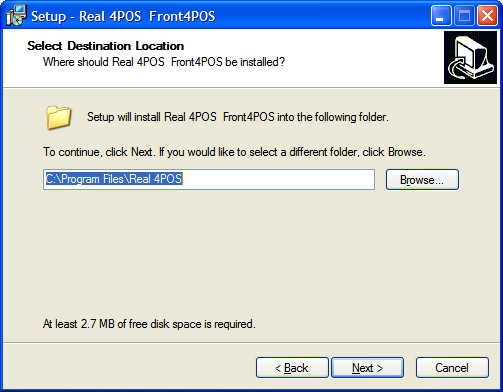 Setup - Real 4POS  Front4POS
Select Destination Location
Where should Real 4POS  Front4POS be installed?
Setup will install Real 4POS  Front4POS into the following folder.
To continue, click Next. If you would like to select a different folder, click Browse.
C:\Program Files\Real 4POS
Browse...
At least 2.7 MB of free disk space is required.
< Back
Next >
Cancel